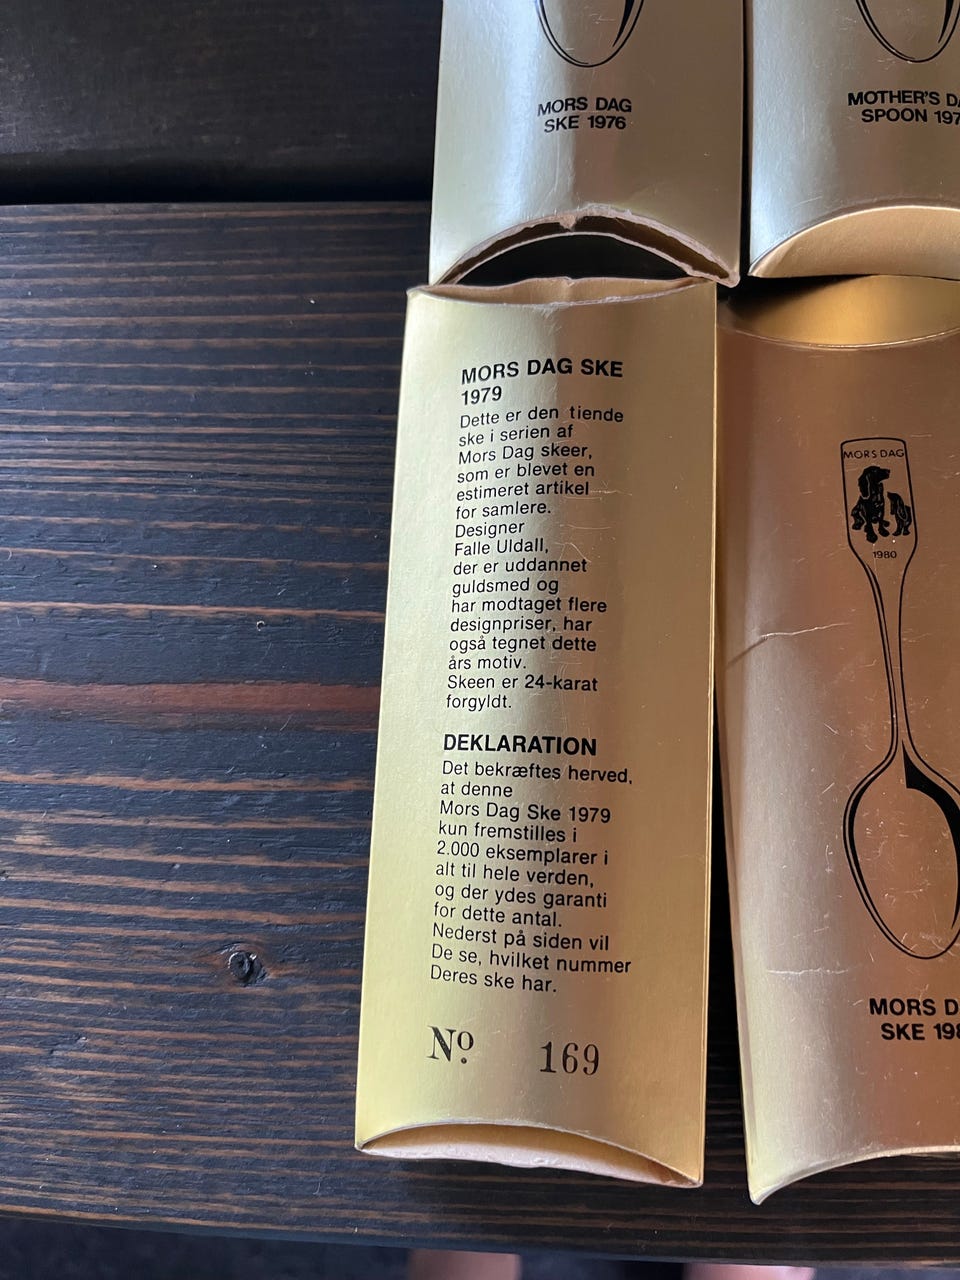 MORS DAG
SKE 1976
MOTHER'S
SPOON
MORS DAG SKE
1979
Dette er den tiende
ske i serien af
Mors Dag skeer,
som er blevet en
estimeret artikel
for samlere.
Designer
Falle Uldall,
der er uddannet
guldsmed og
har modtaget flere
designpriser, har
også tegnet dette
års motiv.
Skeen er 24-karat
forgyldt.
DEKLARATION
Det bekræftes herved,
at denne
Mors Dag Ske 1979
kun fremstilles i
2.000 eksemplarer i
alt til hele verden,
og der ydes garanti
for dette antal.
Nederst på siden vil
De se, hvilket nummer
Deres ske har.
Nº 169
MORS DAG
1980
MORS
SKE